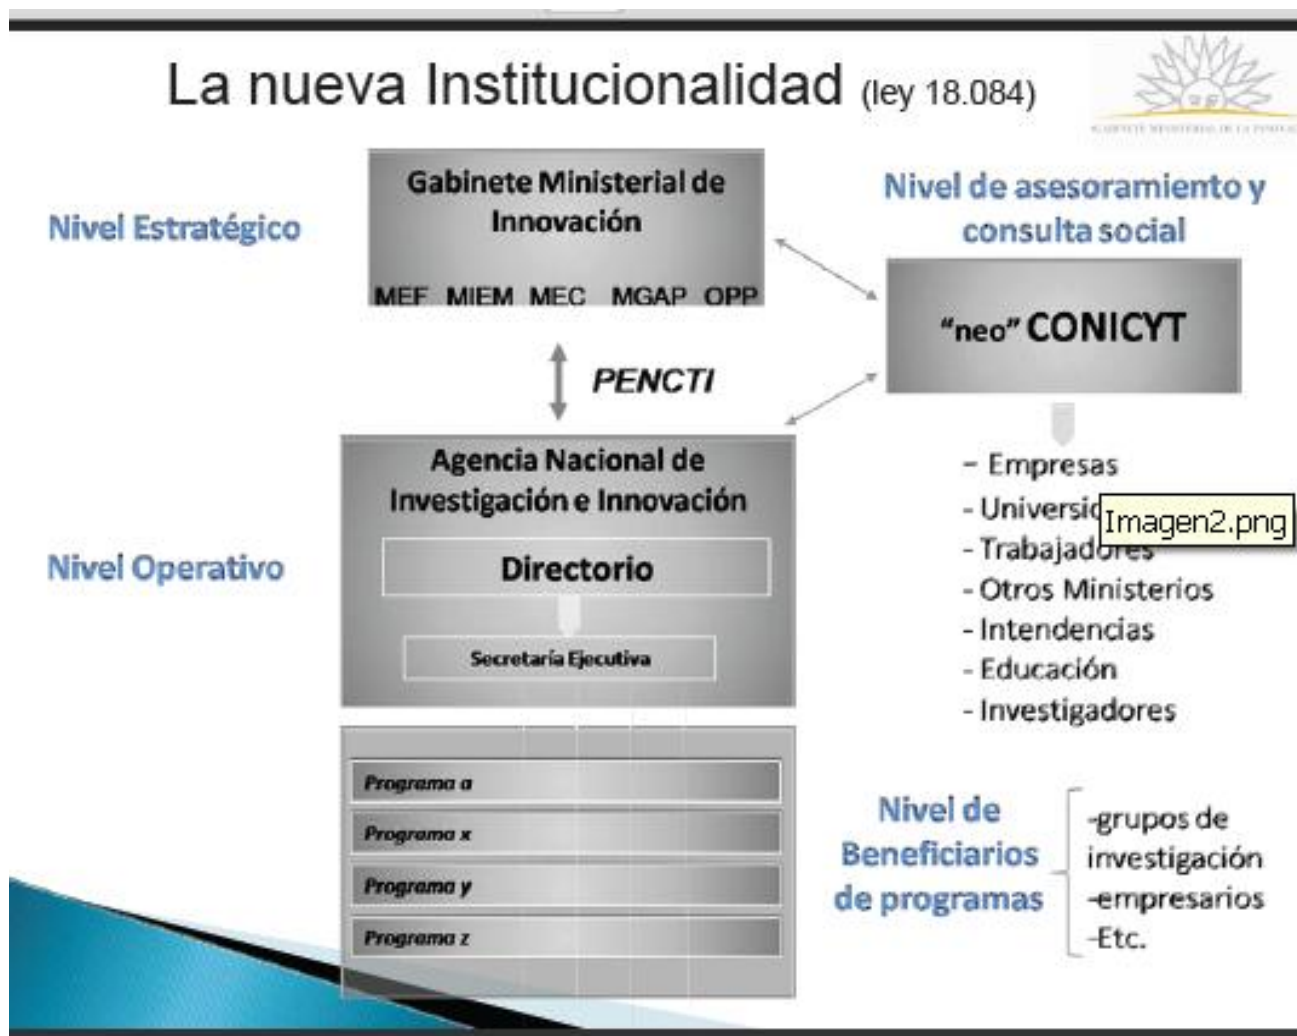 La nueva Institucionalidad (ley 18.084)
Gabinete Ministerial de
Innovación
MEF MIEM MEC MGAP OPP
Nivel Estratégico
Nivel de asesoramiento y
consulta social
"neo" CONICYT
PENCTI
Agencia Nacional de
Investigación e Innovación
Directorio
Secretaría Ejecutiva
Nivel Operativo
- Empresas
-
Imagen2.png
- Trabajadores
- Otros Ministerios
- Intendencias
- Educación
- Investigadores
Programa a
Programa x
Programa y
Programa z
Nivel de
Beneficiarios
de programas
-grupos de
investigación
-empresarios
-Etc.